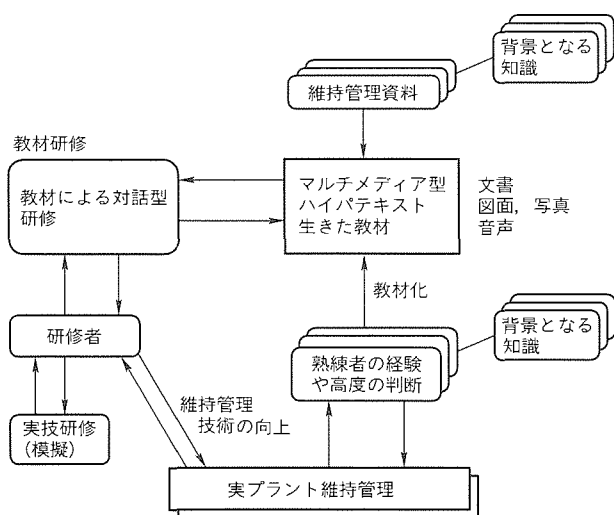 背景となる
知識
維持管理資料
教材研修
教材による対話型
研修
マルチメディア型
ハイパテキスト
生きた教材
文書
図面，写真
音声
教材化
研修者
熟練者の経験
や高度の判断
背景となる
知識
実技研修
(模擬)
維持管理
技術の向上
実プラント維持管理